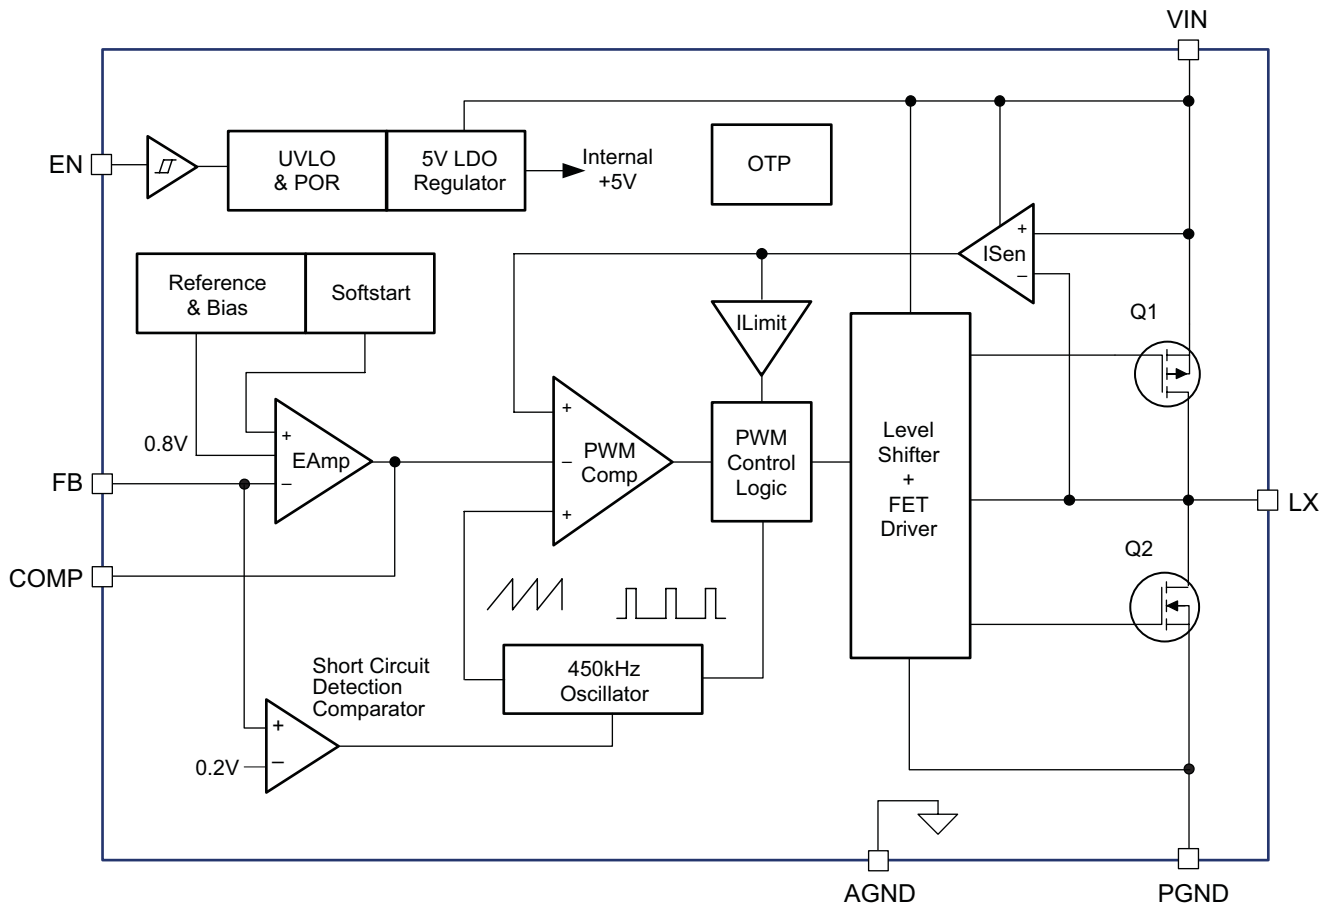 VIN
EN
UVLO
& POR
5V LDO
Regulator
Internal
+5V
OTP
+
ISen
−
Reference
& Bias
Softstart
ILimit
Q1
0.8V
+
EAmp
−
FB
+
−
PWM
Comp
+
PWM
Control
Logic
Level
Shifter
+
FET
Driver
LX
Q2
COMP
450kHz
Oscillator
Short Circuit
Detection
Comparator
+
−
0.2V
AGND
PGND